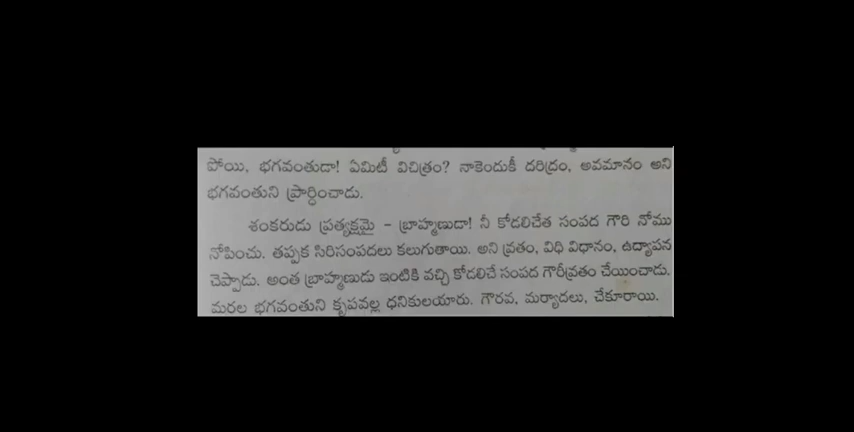 పోయి, భగవంతుడా! ఏమిటీ విచిత్రం? నాకెందుకీ దరిద్రం, అవమానం అని
భగవంతుని ప్రార్ధించాడు.
శంకరుడు ప్రత్యక్షమై - బ్రాహ్మణుడా! నీ కోడలిచేత సంపద గౌరి నోము
నోపించు. తప్పక సిరిసంపదలు కలుగుతాయి. అని వ్రతం, విధి విధానం, ఉద్యాపన
చెప్పాడు. అంత బ్రాహ్మణుడు ఇంటికి వచ్చి కోడలిచే సంపద గౌరీవ్రతం చేయించాడు.
మరల భగవంతుని కృపవల్ల ధనికులయారు. గౌరవ, మర్యాదలు, చేకూరాయి.